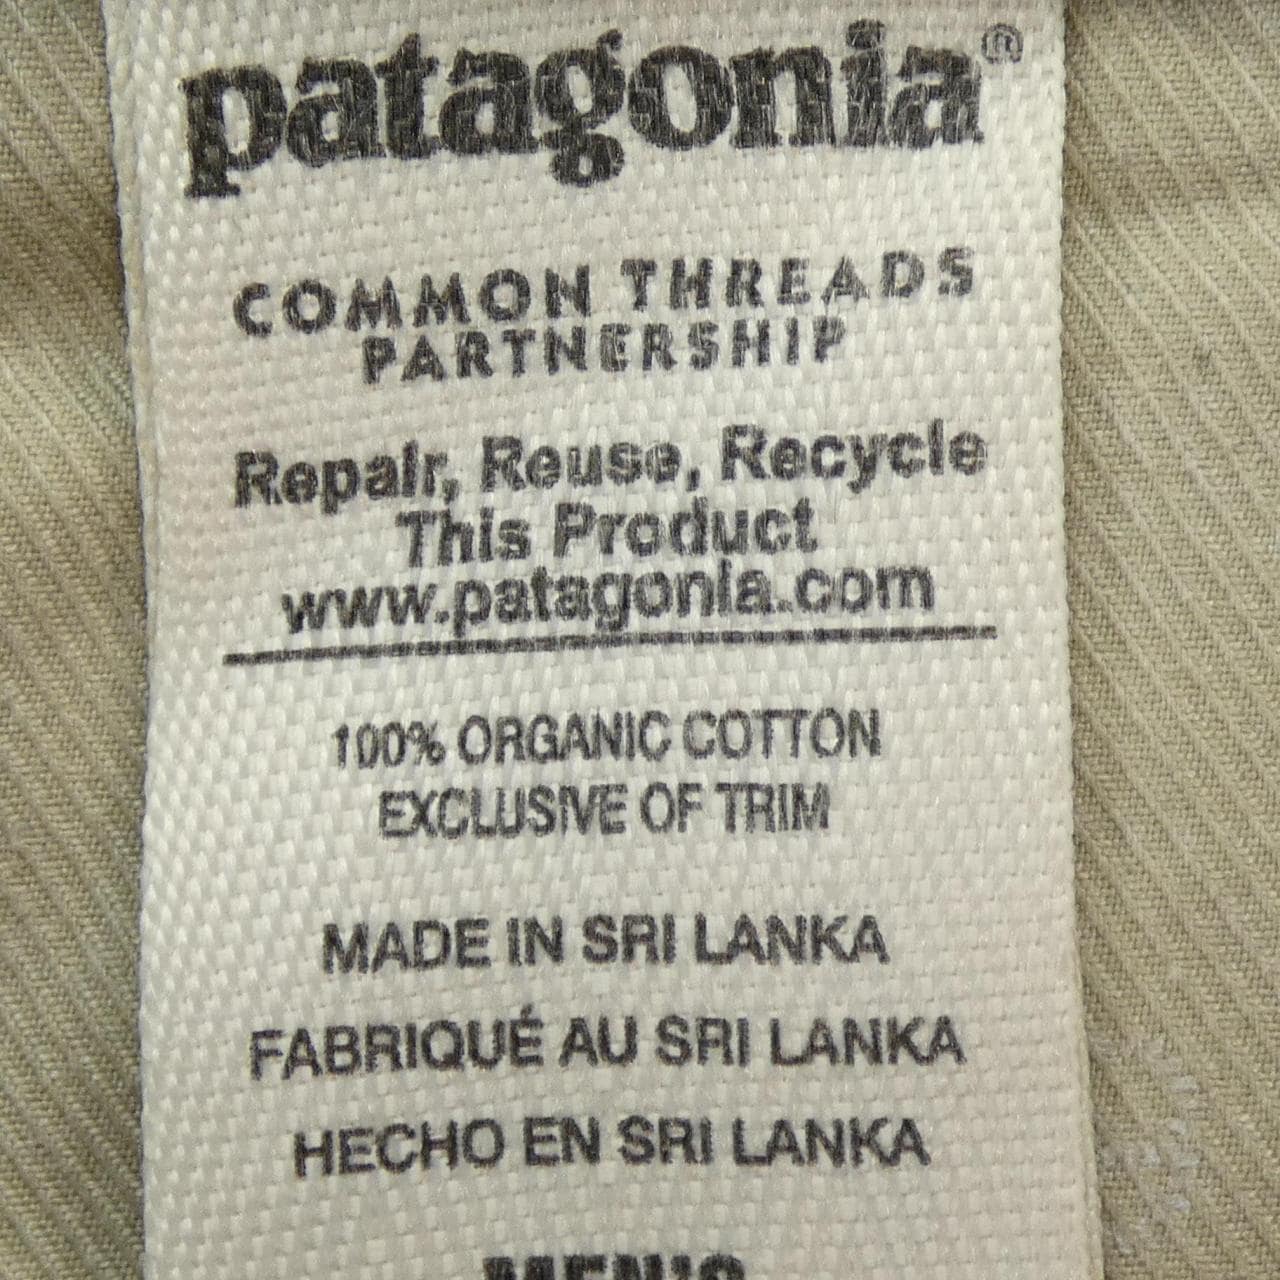 patagonia®
COMMON THREADS
PARTNERSHIP
Repair, Reuse, Recycle
This Product
www.patagonia.com
100% ORGANIC COTTON
EXCLUSIVE OF TRIM
MADE IN SRI LANKA
FABRIQUÉ AU SRI LANKA
HECHO EN SRI LANKA
MEN'S